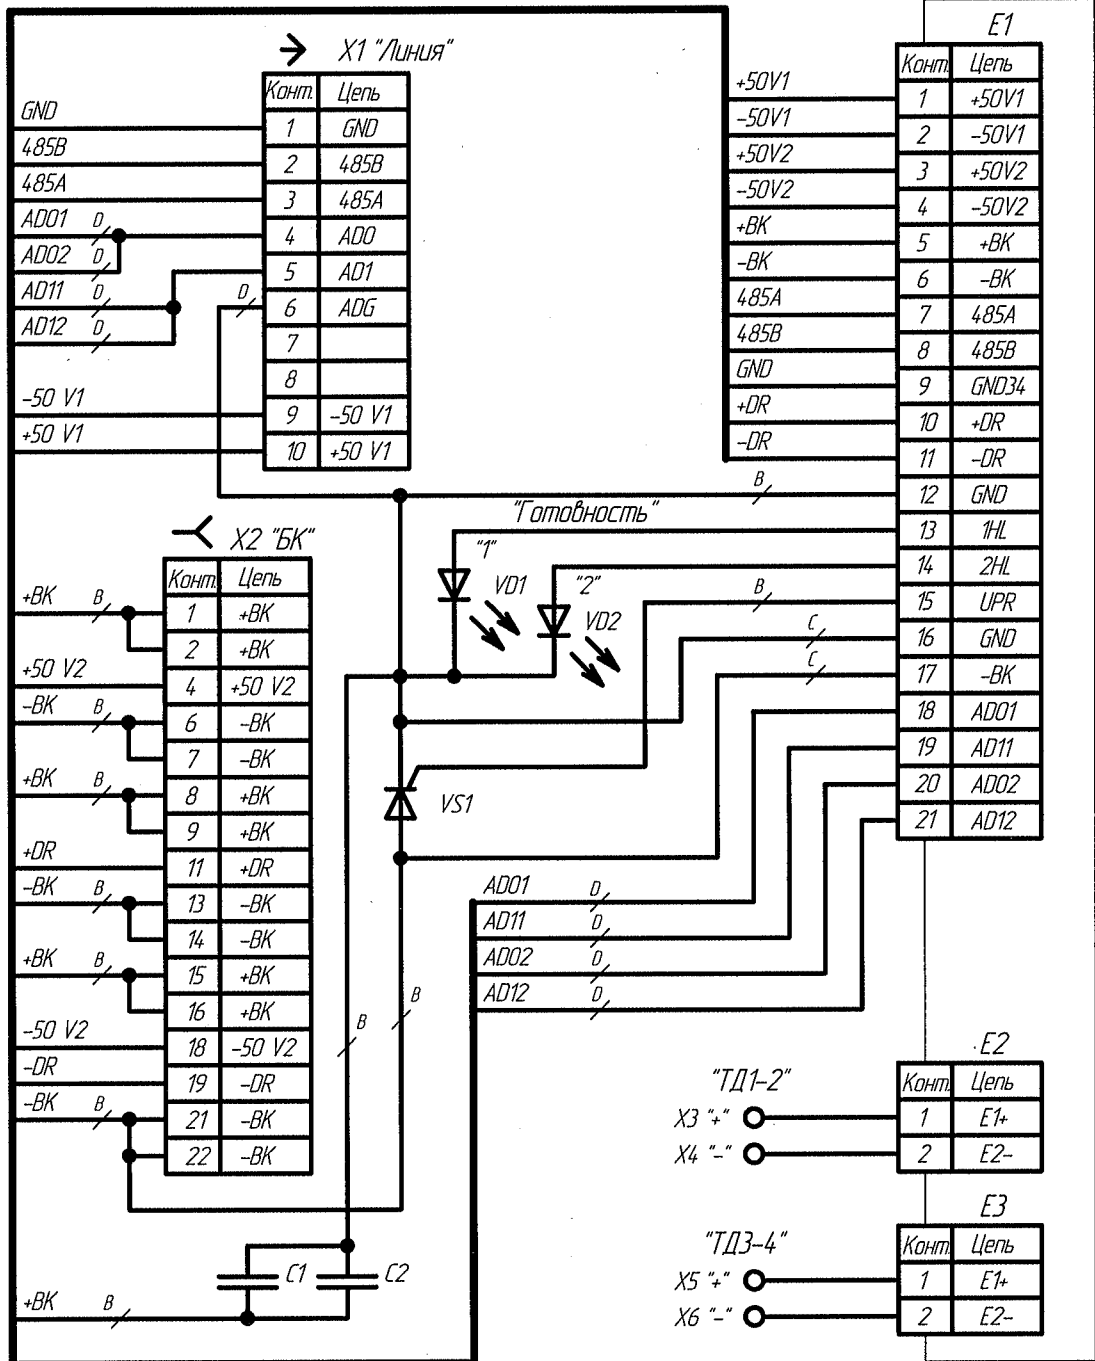 X1 "Линия"
Конт. Цепь
GND 1 GND
485B 2 485B
485A 3 485A
AD01 D 4 AD0
AD02 D 5 AD1
AD11 D D 6 ADG
AD12 D 7
8
-50 V1 9 -50 V1
+50 V1 10 +50 V1
X2 "БК"
Конт. Цепь
+BK B 1 +BK
2 +BK
+50 V2 4 +50 V2
-BK B 6 -BK
7 -BK
+BK B 8 +BK
9 +BK
+DR 11 +DR
-BK B 13 -BK
14 -BK
+BK B 15 +BK
16 +BK
-50 V2 18 -50 V2
-DR 19 -DR
-BK B 21 -BK
22 -BK
C1 C2
+BK B
B
B
E1
Конт. Цепь
+50V1 1 +50V1
-50V1 2 -50V1
+50V2 3 +50V2
-50V2 4 -50V2
+BK 5 +BK
-BK 6 -BK
485A 7 485A
485B 8 485B
GND 9 GND34
+DR 10 +DR
-DR 11 -DR
B 12 GND
"Готовность"
13 1HL
"1" VD1
14 2HL
"2" VD2
B 15 UPR
C 16 GND
C 17 -BK
18 AD01
19 AD11
20 AD02
21 AD12
VS1
AD01 D
AD11 D
AD02 D
AD12 D
E2
"ТД1-2"
Конт. Цепь
X3 "+" 1 E1+
X4 "-" 2 E2-
E3
"ТД3-4"
Конт. Цепь
X5 "+" 1 E1+
X6 "-" 2 E2-